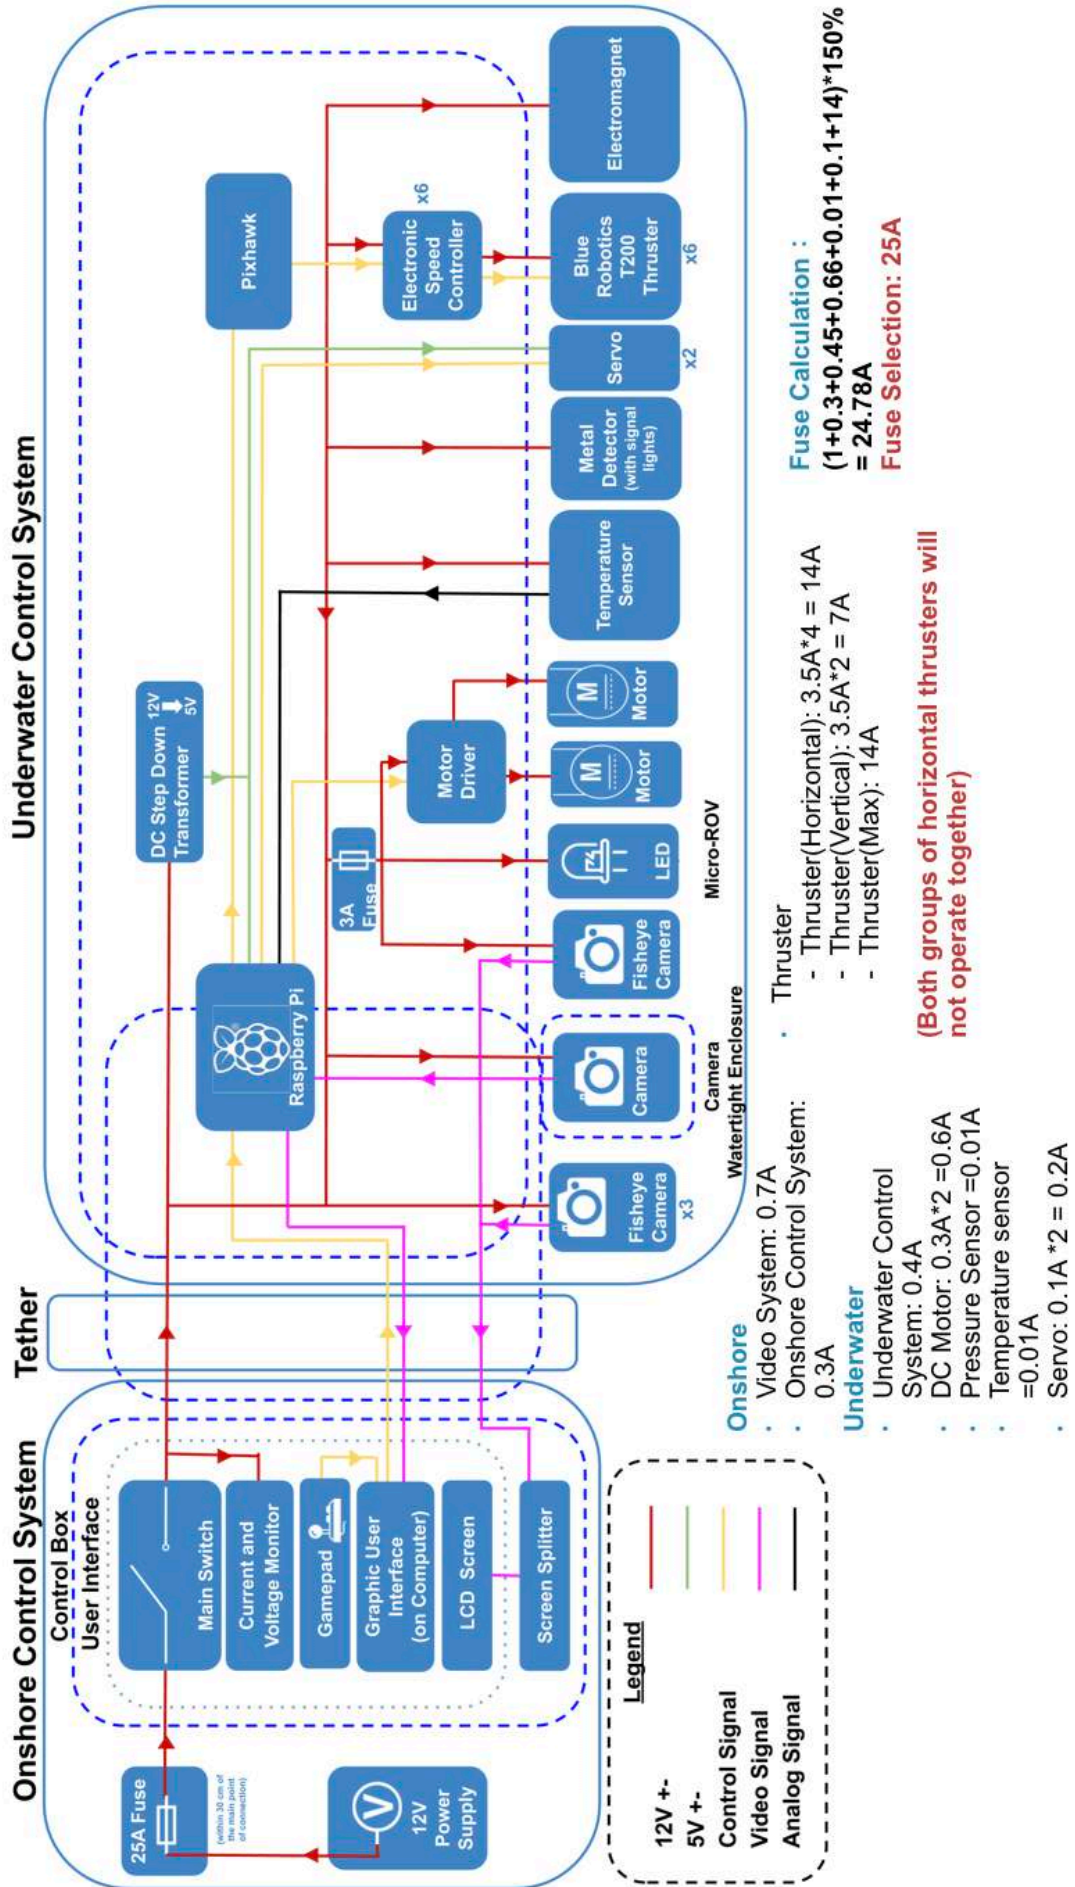 Onshore Control System
Tether
Underwater Control System
Control Box
User Interface
25A Fuse
(within 30 cm of
the main point
of connection)
12V
Power
Supply
Main Switch
Current and
Voltage Monitor
Gamepad
Graphic User
Interface
(on Computer)
LCD Screen
Screen Splitter
DC Step Down
Transformer
12V
5V
Raspberry Pi
Pixhawk
3A
Fuse
Motor
Driver
Electronic
Speed
Controller
x6
Fisheye
Camera
x3
Camera
Camera
Watertight Enclosure
Fisheye
Camera
LED
Micro-ROV
M
Motor
M
Motor
Temperature
Sensor
Metal
Detector
(with signal
lights)
Servo
x2
Blue
Robotics
T200
Thruster
x6
Electromagnet
Legend
12V +-
5V +-
Control Signal
Video Signal
Analog Signal
Onshore
· Video System: 0.7A
· Onshore Control System:
0.3A
Underwater
· Underwater Control
System: 0.4A
· DC Motor: 0.3A*2 =0.6A
· Pressure Sensor =0.01A
· Temperature sensor
=0.01A
· Servo: 0.1A *2 = 0.2A
· Thruster
- Thruster(Horizontal): 3.5A*4 = 14A
- Thruster(Vertical): 3.5A*2 = 7A
- Thruster(Max): 14A
(Both groups of horizontal thrusters will
not operate together)
Fuse Calculation :
(1+0.3+0.45+0.66+0.01+0.1+14)*150%
= 24.78A
Fuse Selection: 25A